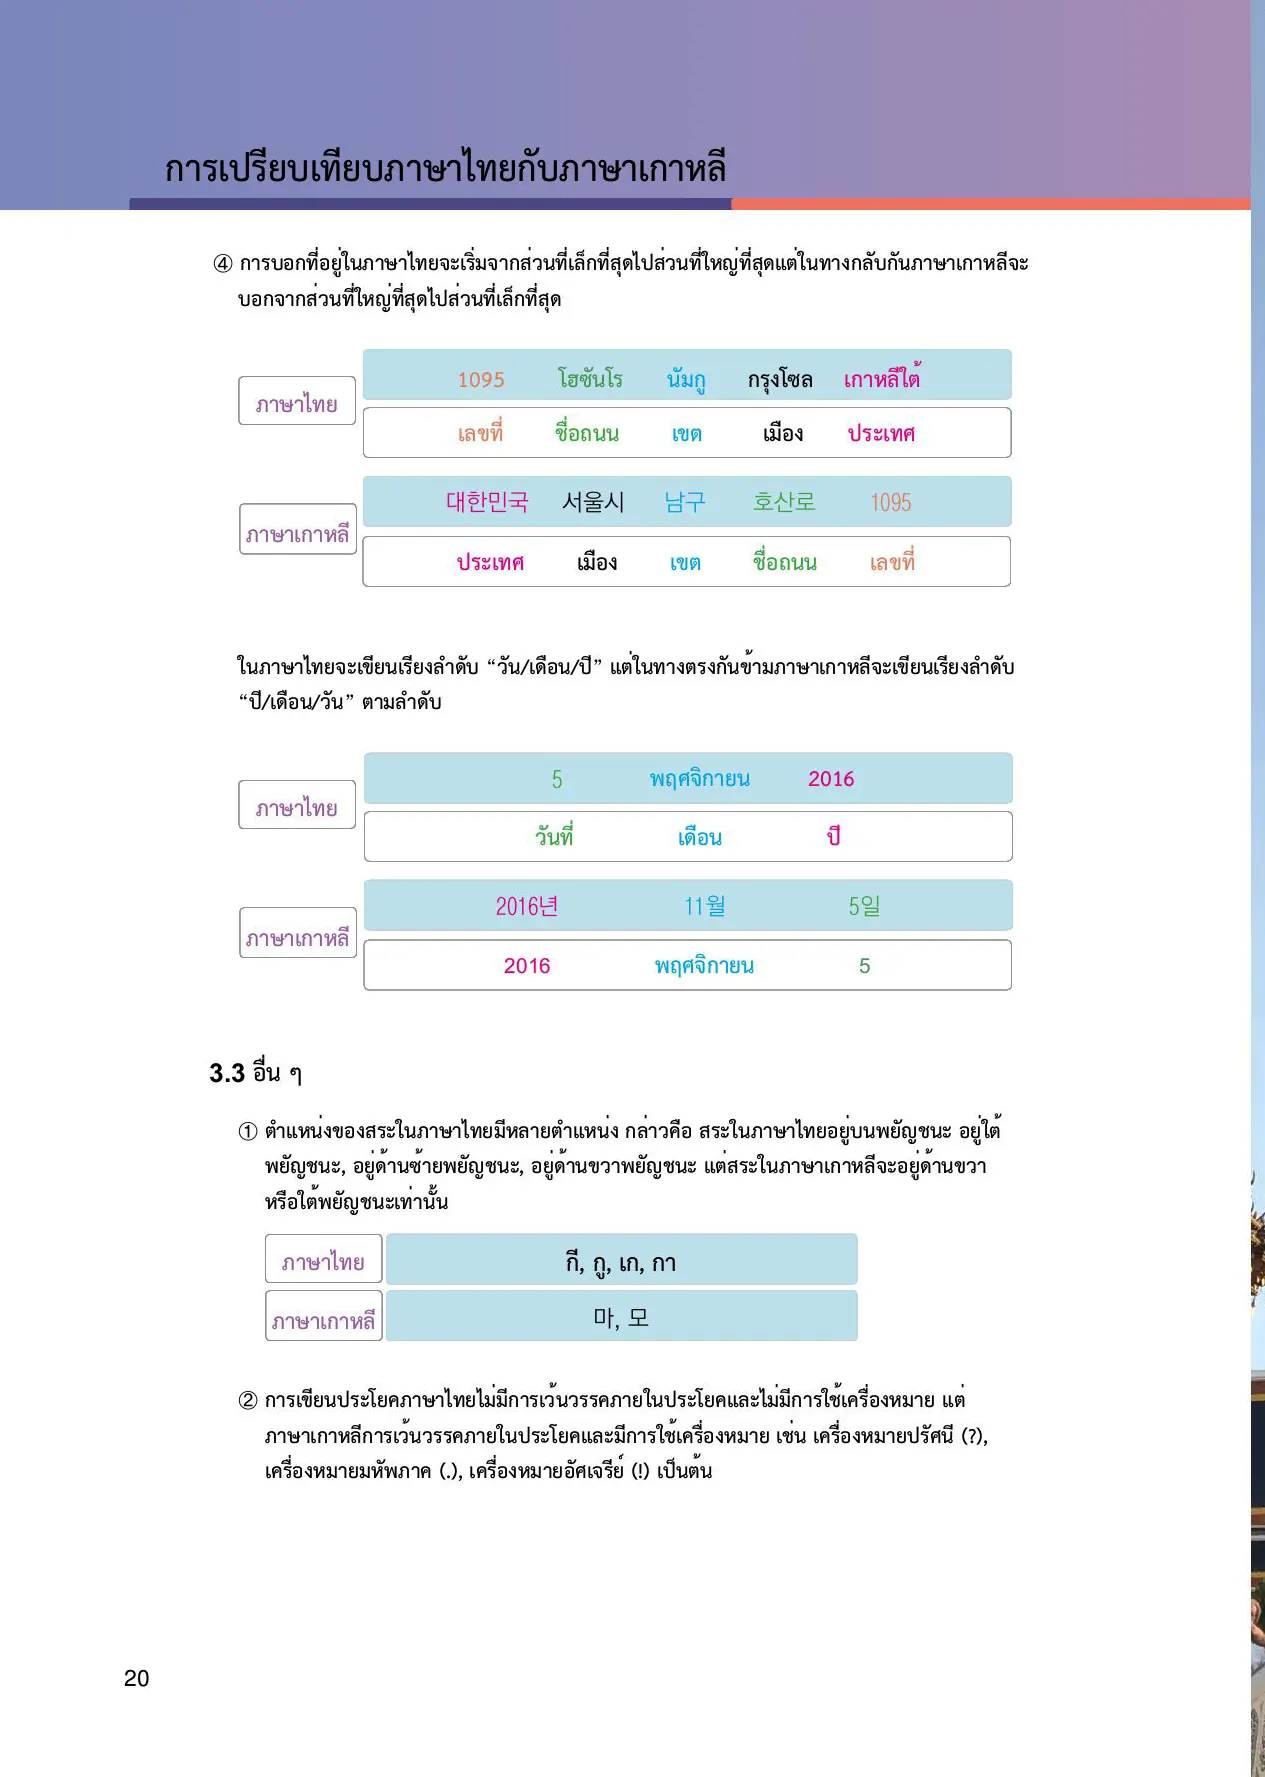 การเปรียบเทียบภาษาไทยกับภาษาเกาหลี
④ การบอกที่อยู่ในภาษาไทยจะเริ่มจากส่วนที่เล็กที่สุดไปส่วนที่ใหญ่ที่สุดแต่ในทางกลับกันภาษาเกาหลีจะ
บอกจากส่วนที่ใหญ่ที่สุดไปส่วนที่เล็กที่สุด
ภาษาไทย
1095 โฮซันโร นัมกู กรุงโซล เกาหลีใต้
เลขที่ ชื่อถนน เขต เมือง ประเทศ
ภาษาเกาหลี
대한민국 서울시 남구 호산로 1095
ประเทศ เมือง เขต ชื่อถนน เลขที่
ในภาษาไทยจะเขียนเรียงลำดับ “วัน/เดือน/ปี” แต่ในทางตรงกันข้ามภาษาเกาหลีจะเขียนเรียงลำดับ
“ปี/เดือน/วัน” ตามลำดับ
ภาษาไทย
5 พฤศจิกายน 2016
วันที่ เดือน ปี
ภาษาเกาหลี
2016년 11월 5일
2016 พฤศจิกายน 5
3.3 อื่น ๆ
① ตำแหน่งของสระในภาษาไทยมีหลายตำแหน่ง กล่าวคือ สระในภาษาไทยอยู่บนพยัญชนะ อยู่ใต้
พยัญชนะ, อยู่ด้านซ้ายพยัญชนะ, อยู่ด้านขวาพยัญชนะ แต่สระในภาษาเกาหลีจะอยู่ด้านขวา
หรือใต้พยัญชนะเท่านั้น
ภาษาไทย กี, กู, เก, กา
ภาษาเกาหลี 마, 모
② การเขียนประโยคภาษาไทยไม่มีการเว้นวรรคภายในประโยคและไม่มีการใช้เครื่องหมาย แต่
ภาษาเกาหลีการเว้นวรรคภายในประโยคและมีการใช้เครื่องหมาย เช่น เครื่องหมายปรัศนี (?),
เครื่องหมายมหัพภาค (.), เครื่องหมายอัศเจรีย์ (!) เป็นต้น
20